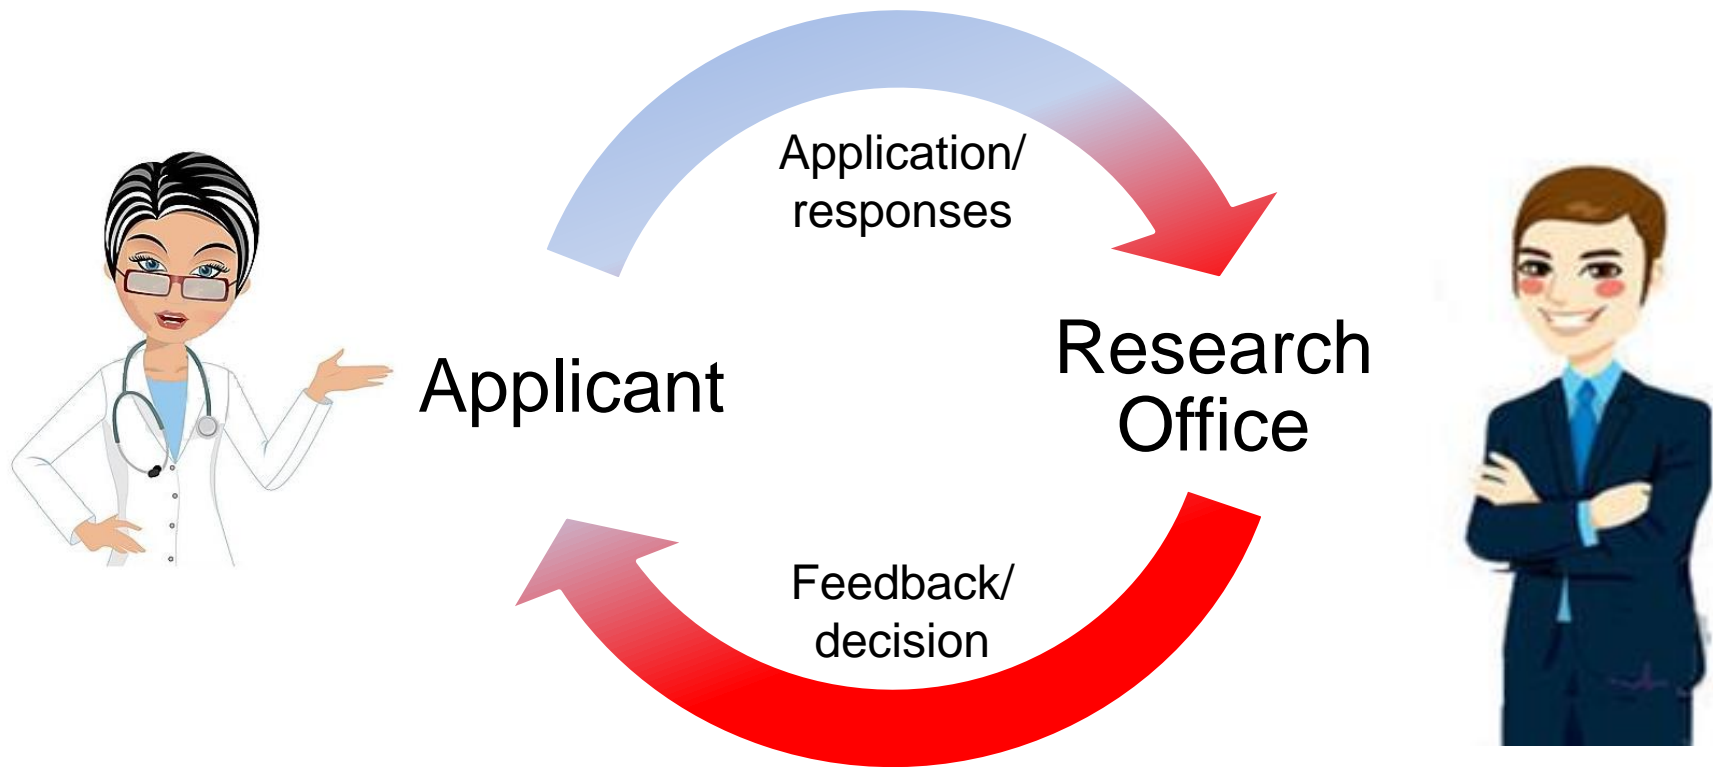 Application/
responses
Applicant
Research
Office
Feedback/
decision